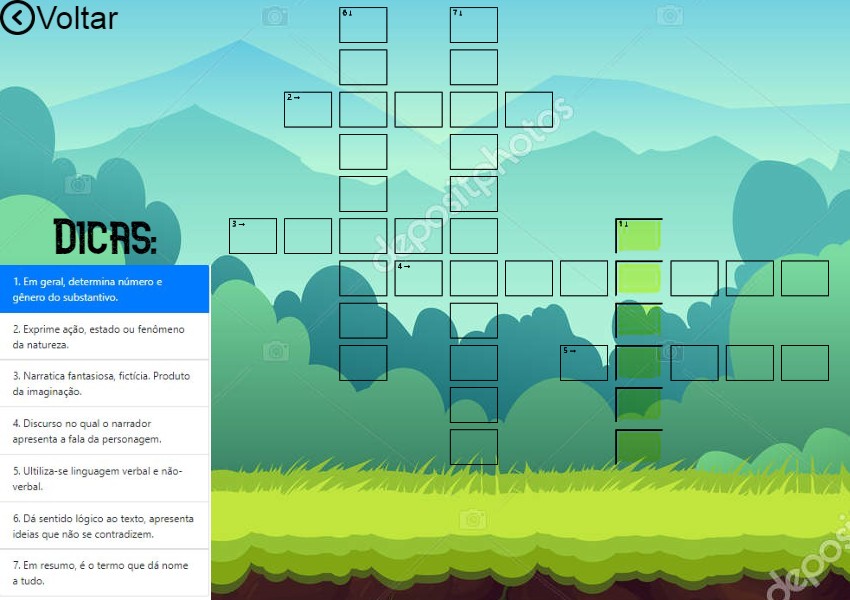 Voltar
6↓
7↓
2→
3→
1↓
4→
5→
DICAS:
1. Em geral, determina número e
gênero do substantivo.
2. Exprime ação, estado ou fenômeno
da natureza.
3. Narratica fantasiosa, fictícia. Produto
da imaginação.
4. Discurso no qual o narrador
apresenta a fala da personagem.
5. Ultiliza-se linguagem verbal e não-
verbal.
6. Dá sentido lógico ao texto, apresenta
ideias que não se contradizem.
7. Em resumo, é o termo que dá nome
a tudo.
depositphotos
deposit